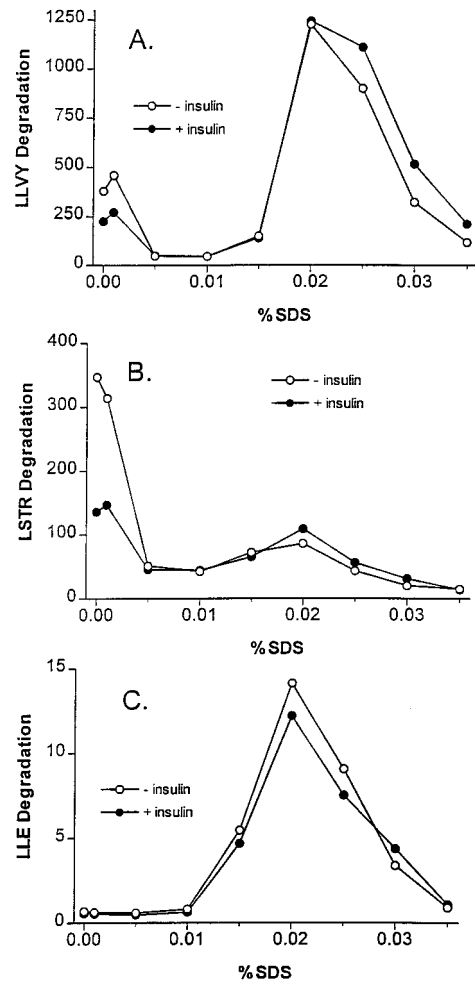 A.
1250
1000
750
500
250
0
LLVY Degradation
- insulin
+ insulin
0.00
0.01
0.02
0.03
%SDS
B.
400
300
200
100
0
LSTR Degradation
- insulin
+ insulin
0.00
0.01
0.02
0.03
%SDS
C.
15
10
5
0
LLE Degradation
- insulin
+ insulin
0.00
0.01
0.02
0.03
%SDS